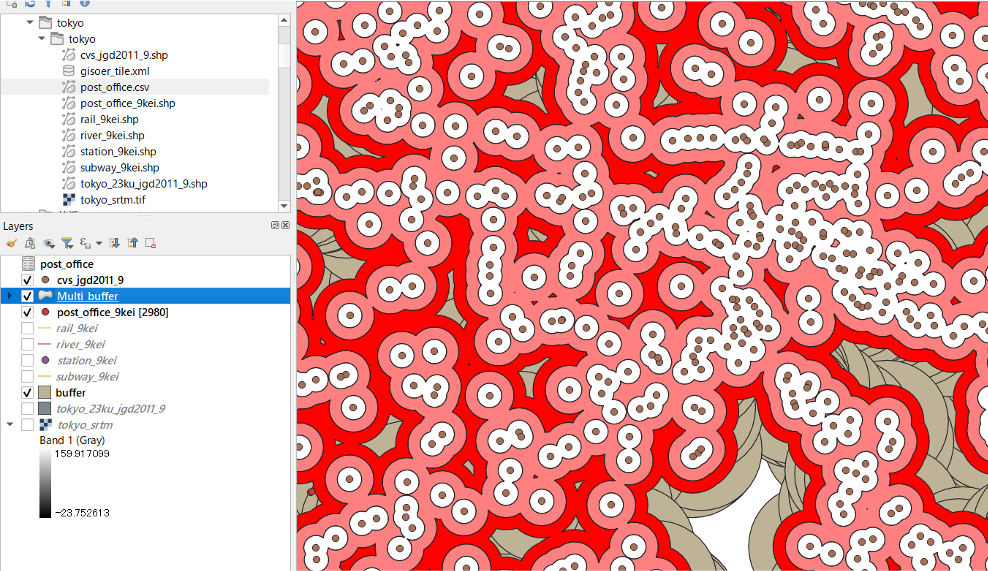 tokyo
tokyo
cvs_jgd2011_9.shp
gisoer_tile.xml
post_office.csv
post_office_9kei.shp
rail_9kei.shp
river_9kei.shp
station_9kei.shp
subway_9kei.shp
tokyo_23ku_jgd2011_9.shp
tokyo_srtm.tif
Layers
post_office
cvs_jgd2011_9
Multi_buffer
post_office_9kei [2980]
rail_9kei
river_9kei
station_9kei
subway_9kei
buffer
tokyo_23ku_jgd2011_9
tokyo_srtm
Band 1 (Gray)
159.917099
-23.752613